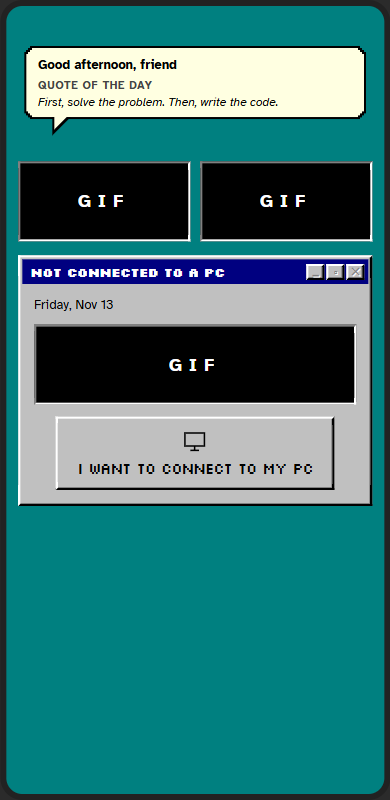 Good afternoon, friend
QUOTE OF THE DAY
First, solve the problem. Then, write the code.
GIF
GIF
NOT CONNECTED TO A PC
Friday, Nov 13
GIF
I WANT TO CONNECT TO MY PC